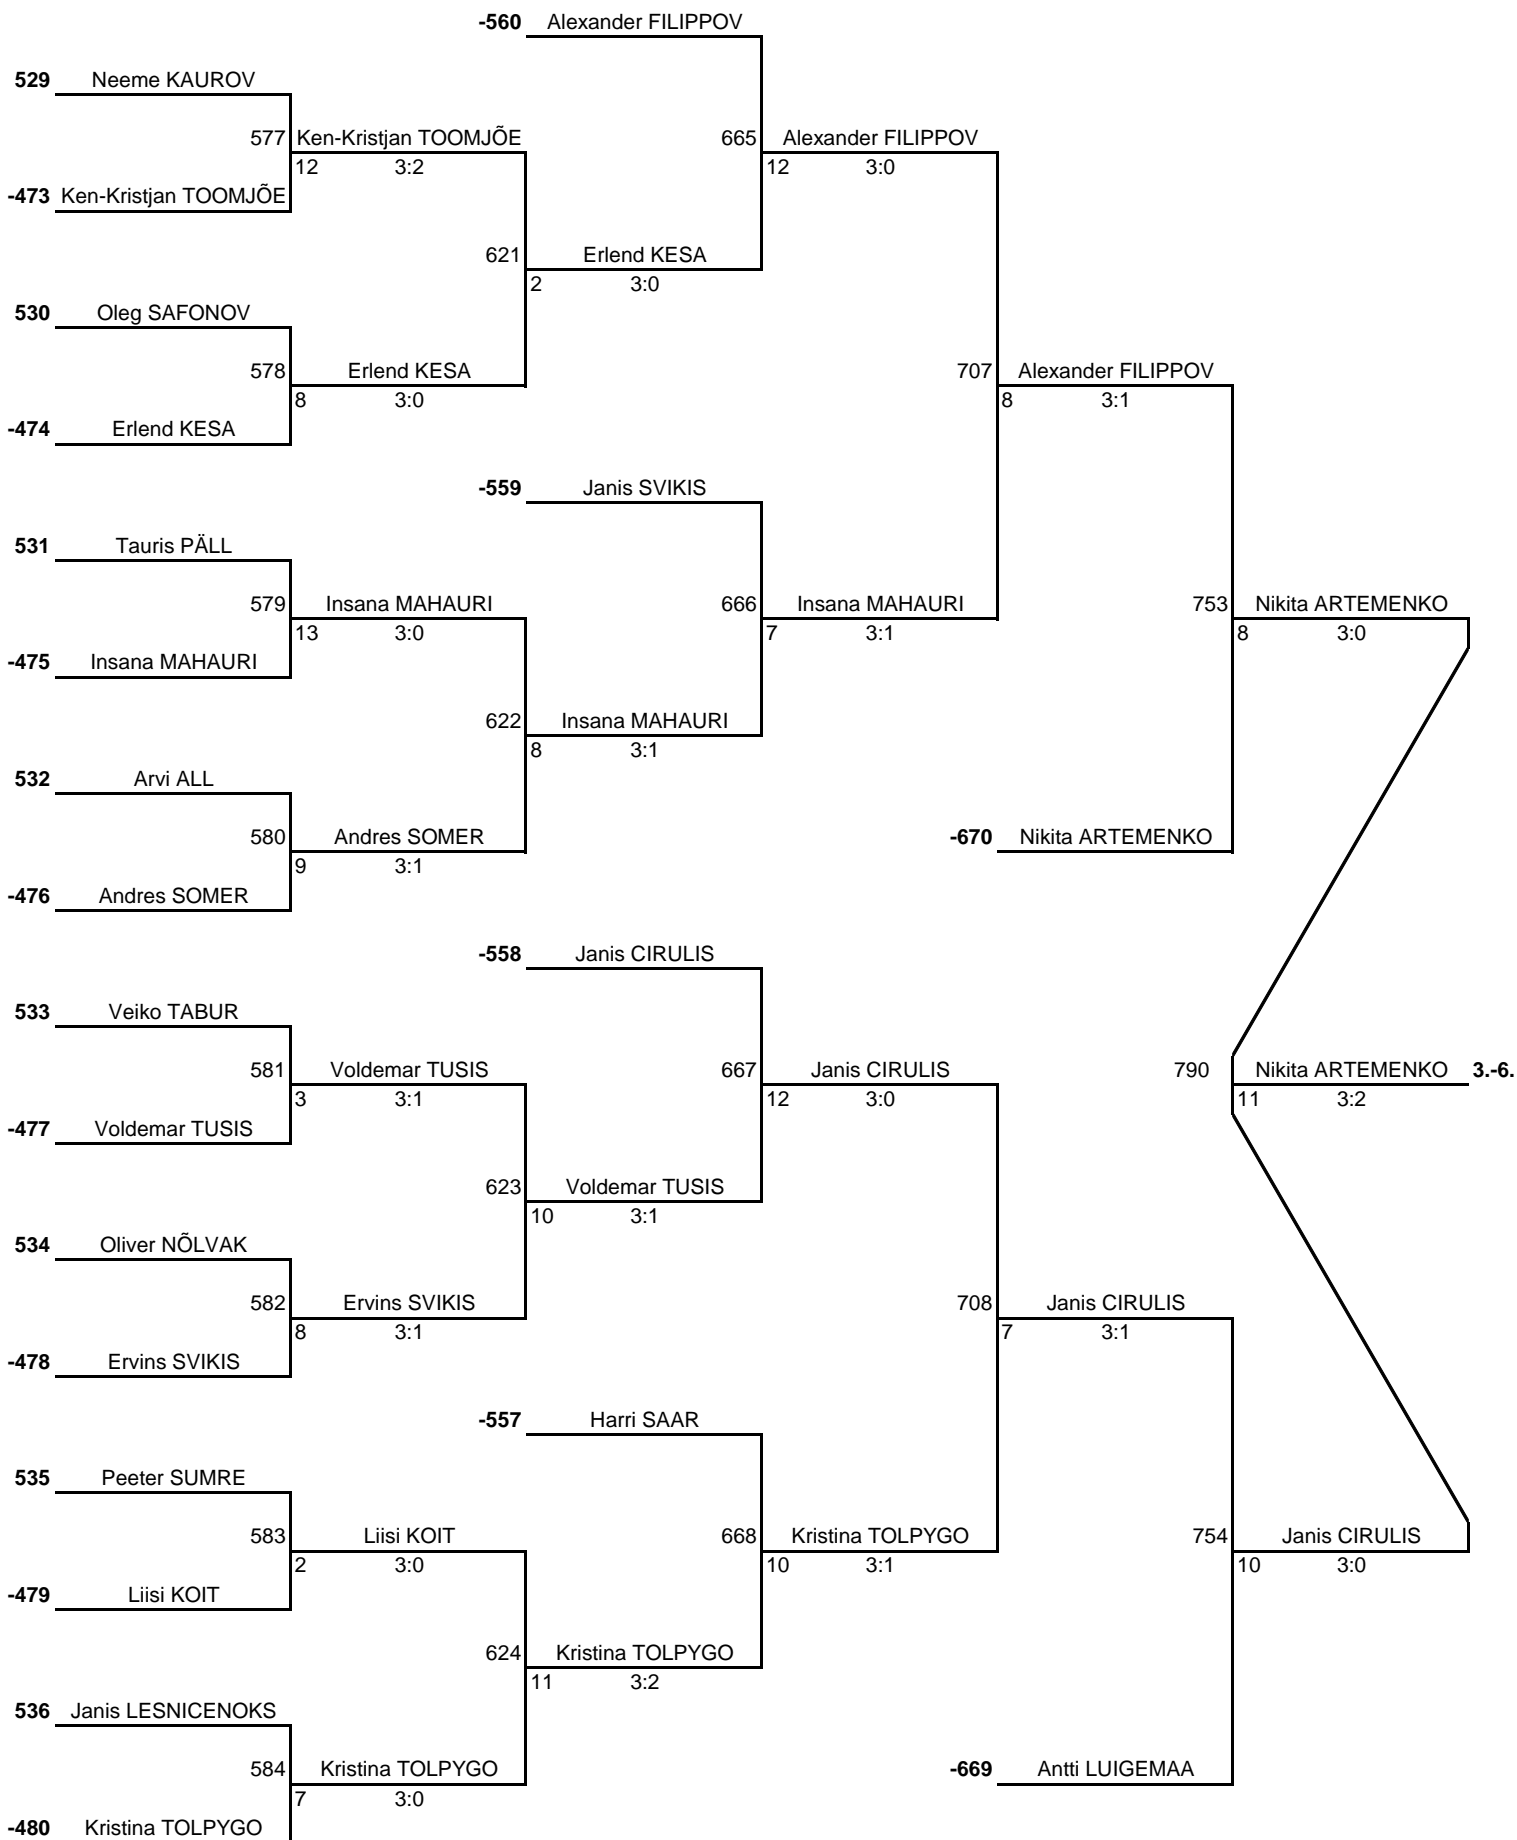 -560 Alexander FILIPPOV
529 Neeme KAUROV
577 Ken-Kristjan TOOMJÕE 665 Alexander FILIPPOV
12 3:2 12 3:0
-473 Ken-Kristjan TOOMJÕE
621 Erlend KESA
2 3:0
530 Oleg SAFONOV
578 Erlend KESA 707 Alexander FILIPPOV
8 3:0 8 3:1
-474 Erlend KESA
-559 Janis SVIKIS
531 Tauris PÄLL
579 Insana MAHAURI 666 Insana MAHAURI 753 Nikita ARTEMENKO
13 3:0 7 3:1 8 3:0
-475 Insana MAHAURI
622 Insana MAHAURI
8 3:1
532 Arvi ALL
580 Andres SOMER -670 Nikita ARTEMENKO
9 3:1
-476 Andres SOMER
-558 Janis CIRULIS
533 Veiko TABUR
581 Voldemar TUSIS 667 Janis CIRULIS 790 Nikita ARTEMENKO 3.-6.
3 3:1 12 3:0 11 3:2
-477 Voldemar TUSIS
623 Voldemar TUSIS
10 3:1
534 Oliver NÕLVAK
582 Ervins SVIKIS 708 Janis CIRULIS
8 3:1 7 3:1
-478 Ervins SVIKIS
-557 Harri SAAR
535 Peeter SUMRE
583 Liisi KOIT 668 Kristina TOLPYGO 754 Janis CIRULIS
2 3:0 10 3:1 10 3:0
-479 Liisi KOIT
624 Kristina TOLPYGO
11 3:2
536 Janis LESNICENOKS
584 Kristina TOLPYGO -669 Antti LUIGEMAA
7 3:0
-480 Kristina TOLPYGO